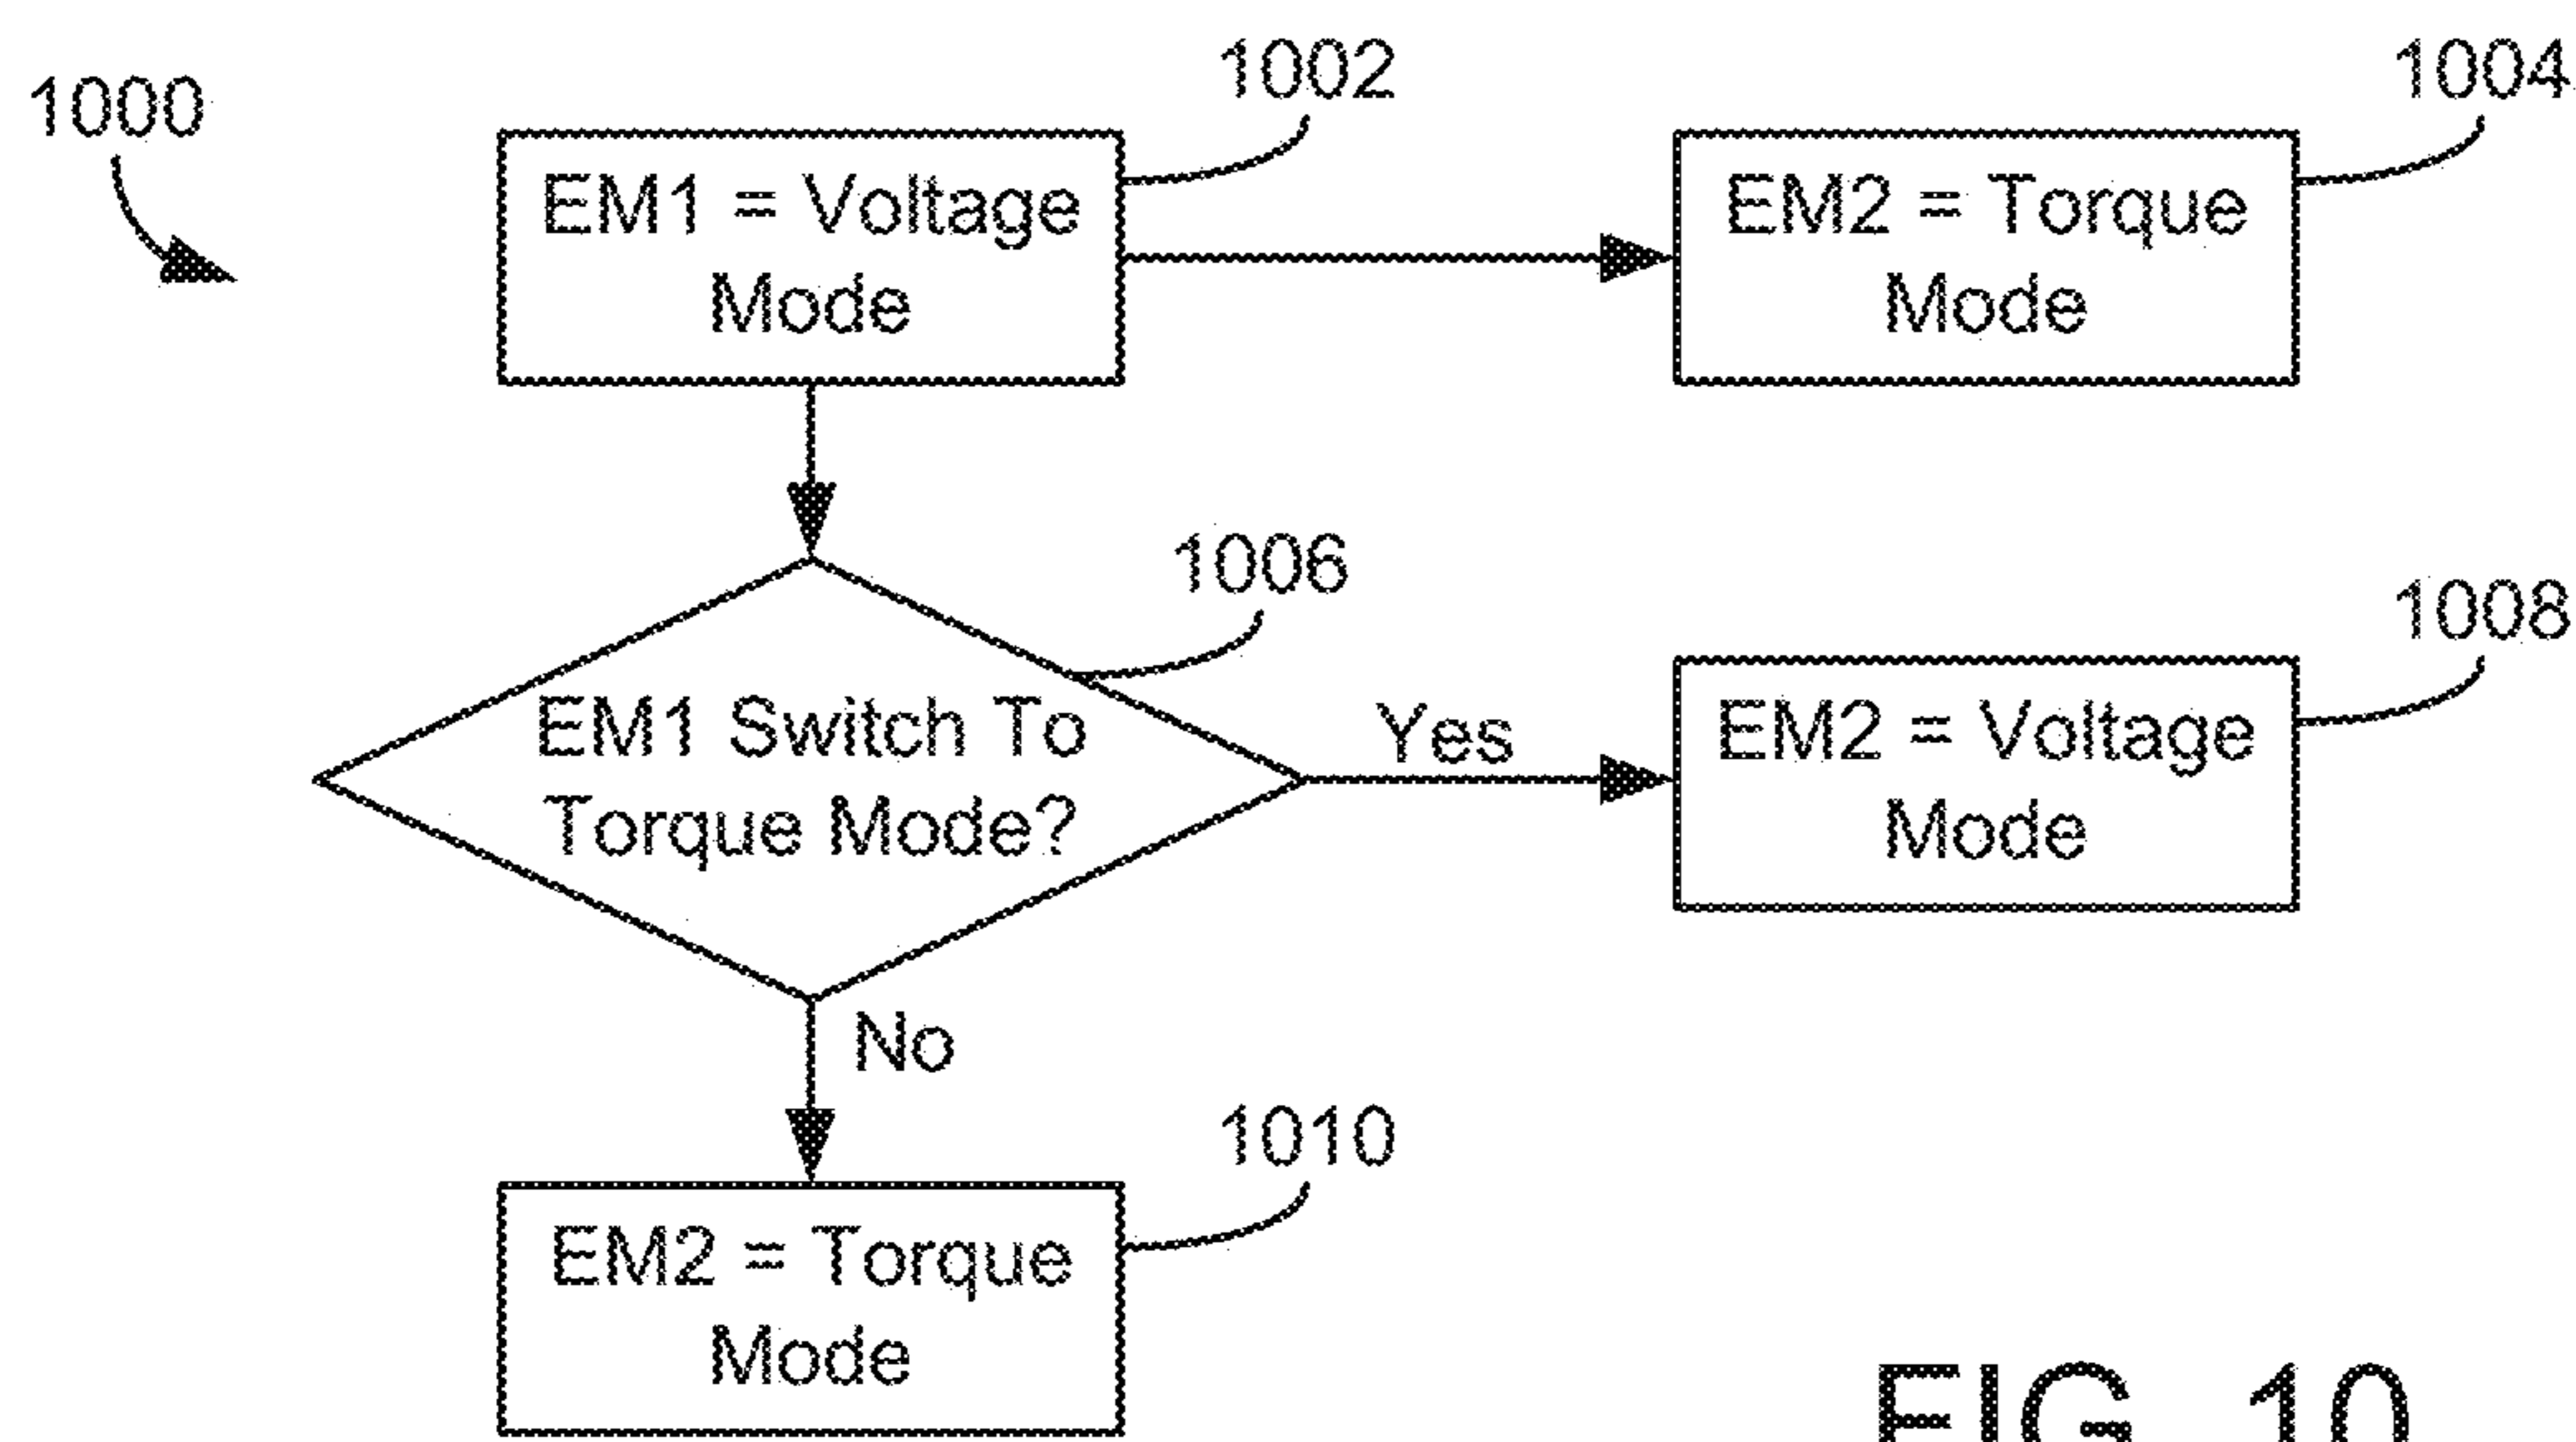 1000
1002
1004
EM1 = Voltage
Mode
EM2 = Torque
Mode
1006
1008
EM1 Switch To
Torque Mode?
Yes
EM2 = Voltage
Mode
No
1010
EM2 = Torque
Mode
FIG. 10